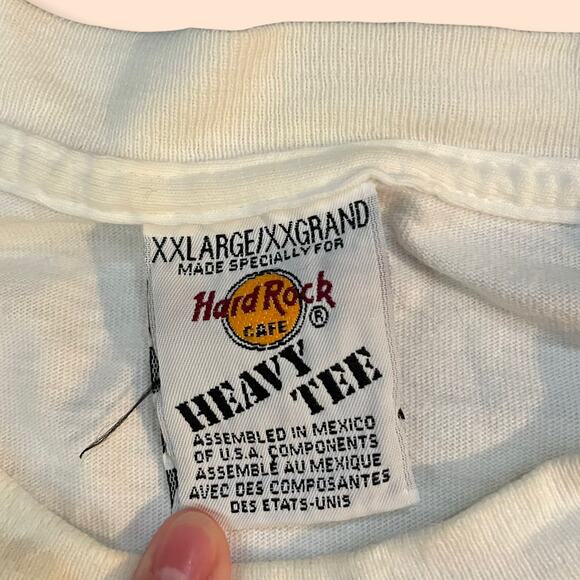 XXLARGE/XXGRAND
MADE SPECIALLY FOR
Hard Rock
CAFE ®
HEAVY
TEE
ASSEMBLED IN MEXICO
OF U.S.A. COMPONENTS
ASSEMBLÉ AU MEXIQUE
AVEC DES COMPOSANTES
DES ETATS-UNIS